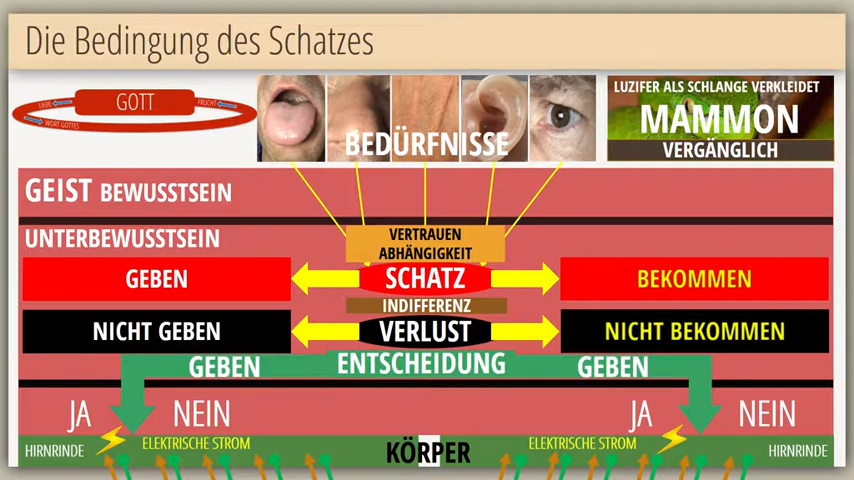 Die Bedingung des Schatzes
GOTT
LIEBE
FRUCHT
WORT GOTTES
BEDÜRFNISSE
LUZIFER ALS SCHLANGE VERKLEIDET
MAMMON
VERGÄNGLICH
GEIST BEWUSSTSEIN
UNTERBEWUSSTSEIN
VERTRAUEN
ABHÄNGIGKEIT
GEBEN
SCHATZ
BEKOMMEN
INDIFFERENZ
NICHT GEBEN
VERLUST
NICHT BEKOMMEN
GEBEN
ENTSCHEIDUNG
GEBEN
JA
NEIN
JA
NEIN
HIRNRINDE
ELEKTRISCHE STROM
KÖRPER
ELEKTRISCHE STROM
HIRNRINDE